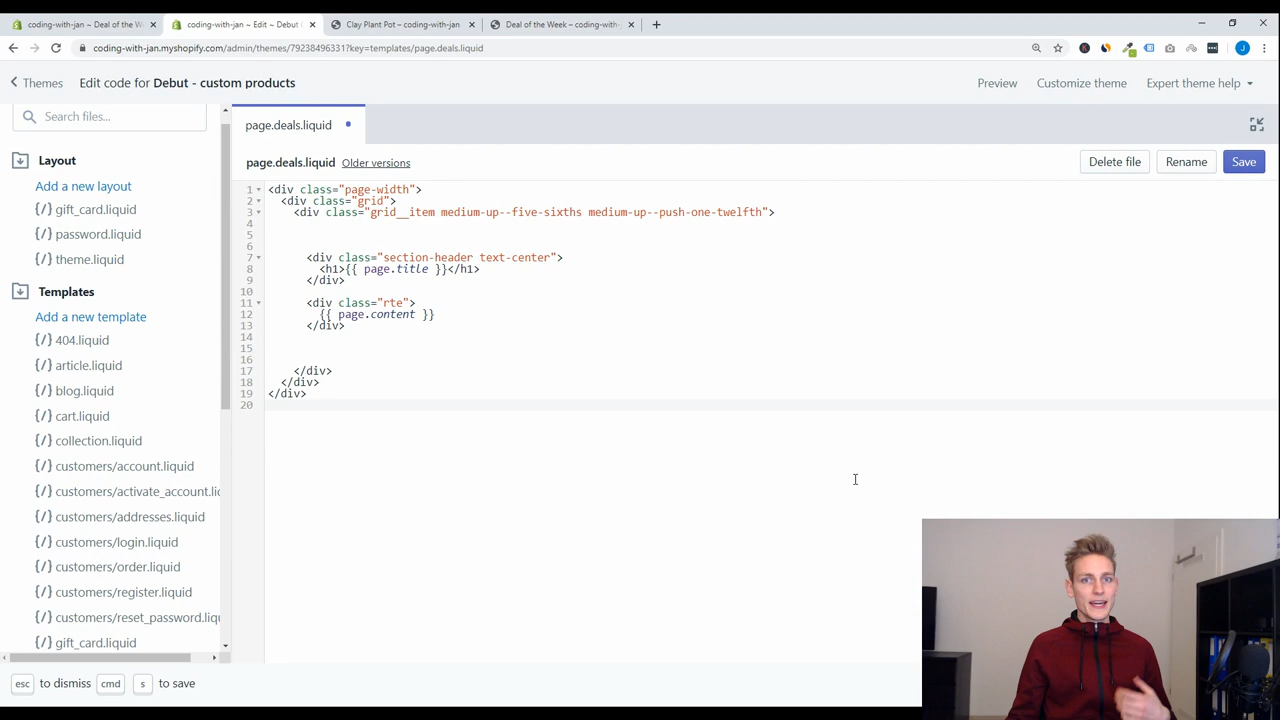 coding-with-jan ~ Deal of the W
coding-with-jan ~ Edit ~ Debut
Clay Plant Pot – coding-with-jan
Deal of the Week – coding-with-
coding-with-jan.myshopify.com/admin/themes/79238496331?key=templates/page.deals.liquid
J
Themes
Edit code for Debut - custom products
Preview
Customize theme
Expert theme help
Search files...
Layout
Add a new layout
{/} gift_card.liquid
{/} password.liquid
{/} theme.liquid
Templates
Add a new template
{/} 404.liquid
{/} article.liquid
{/} blog.liquid
{/} cart.liquid
{/} collection.liquid
{/} customers/account.liquid
{/} customers/activate_account.lic
{/} customers/addresses.liquid
{/} customers/login.liquid
{/} customers/order.liquid
{/} customers/register.liquid
{/} customers/reset_password.liqu
{/} gift_card.liquid
page.deals.liquid
page.deals.liquid Older versions
Delete file
Rename
Save
1 <div class="page-width">
2 <div class="grid">
3 <div class="grid__item medium-up--five-sixths medium-up--push-one-twelfth">
4
5
6
7 <div class="section-header text-center">
8 <h1>{{ page.title }}</h1>
9 </div>
10
11 <div class="rte">
12 {{ page.content }}
13 </div>
14
15
16
17 </div>
18 </div>
19 </div>
20
esc to dismiss cmd s to save